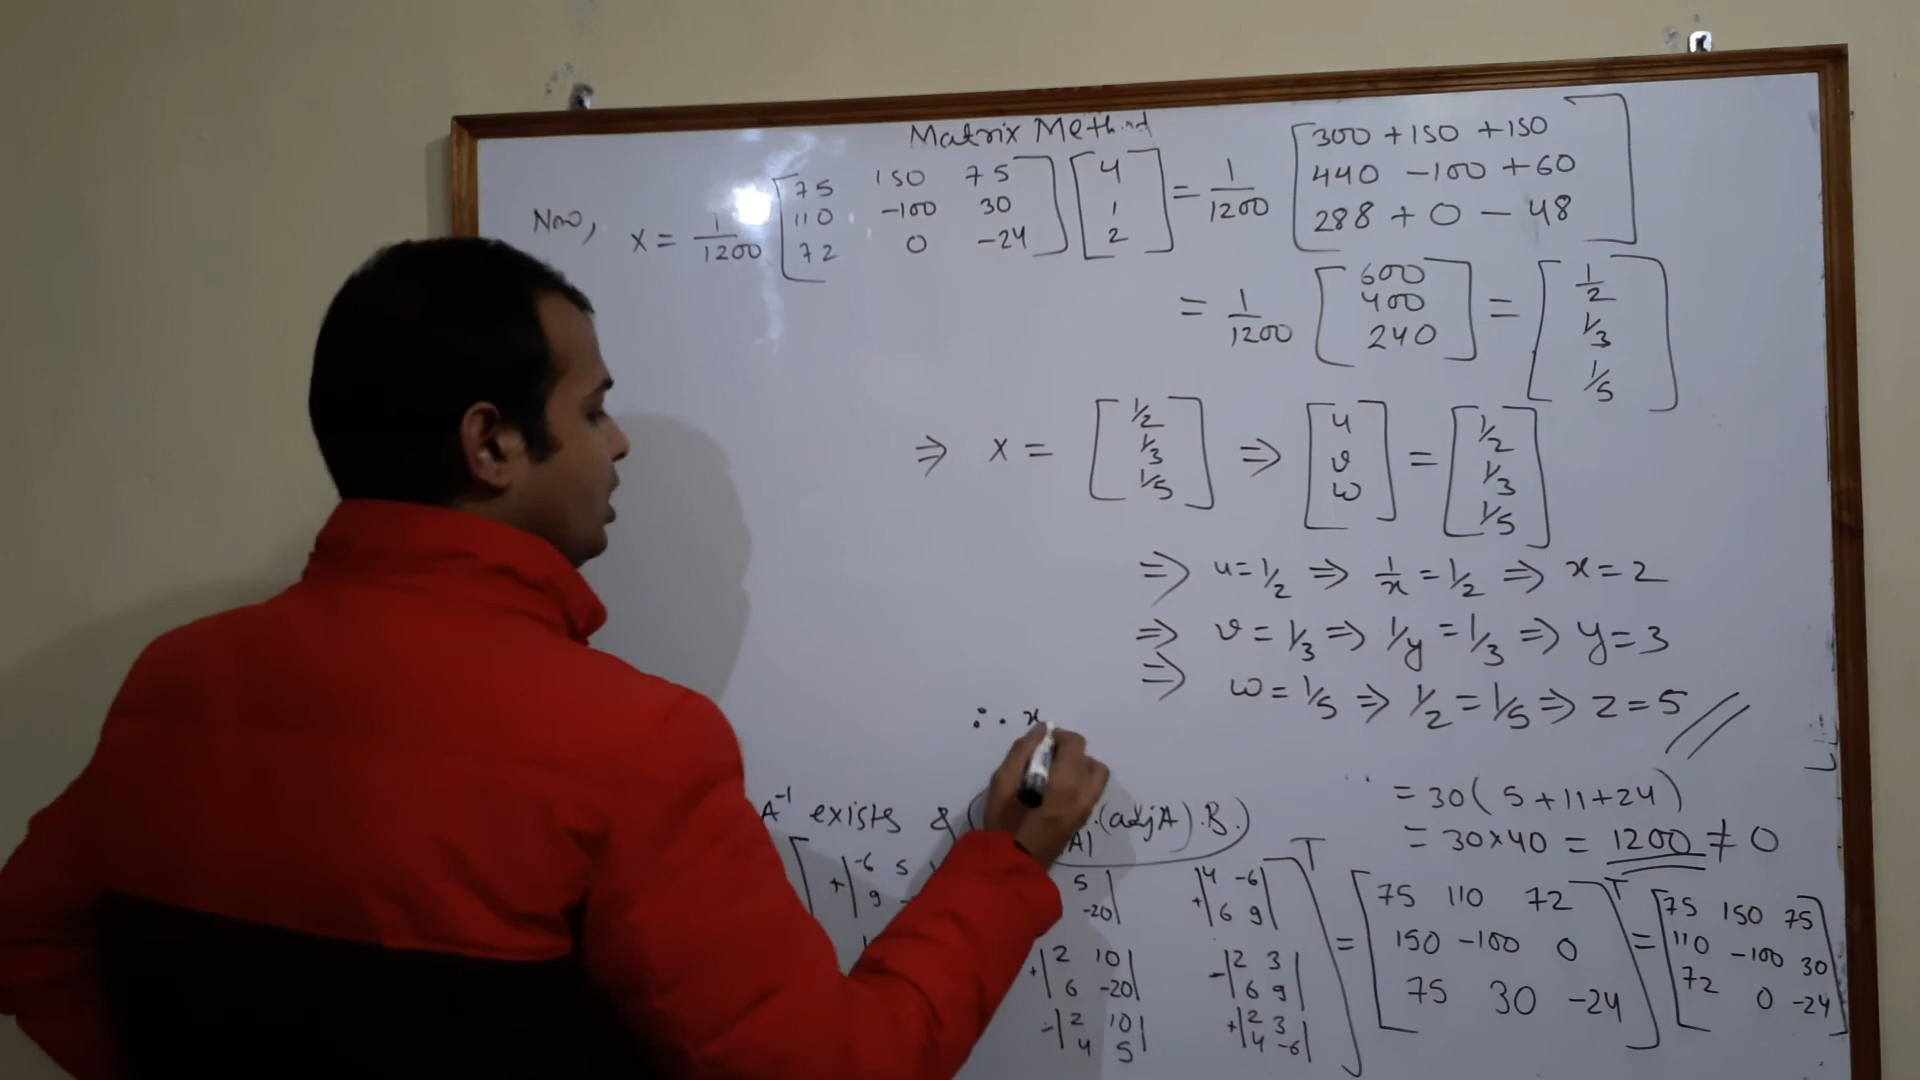 Matrix Method
Now, x = 1/1200 [75 150 75; 110 -100 30; 72 0 -24] [4; 1; 2] = 1/1200 [300 + 150 + 150; 440 - 100 + 60; 288 + 0 - 48]
= 1/1200 [600; 400; 240] = [1/2; 1/3; 1/5]
⇒ x = [1/2; 1/3; 1/5] ⇒ [u; v; w] = [1/2; 1/3; 1/5]
⇒ u = 1/2 ⇒ 1/x = 1/2 ⇒ x = 2
⇒ v = 1/3 ⇒ 1/y = 1/3 ⇒ y = 3
⇒ w = 1/5 ⇒ 1/z = 1/5 ⇒ z = 5 //
∴ x
= 30(5+11+24)
= 30×40 = 1200 ≠ 0
A⁻¹ exists & A| .(adjA).B.)
+|-6 5; 9 5; -20| +|4 -6; 6 9|
+|2 10; 6 -20| -|2 3; 6 9|
-|2 10; 4 5| +|2 3; 4 -6|
]T = [75 110 72; 150 -100 0; 75 30 -24]T = [75 150 75; 110 -100 30; 72 0 -24]